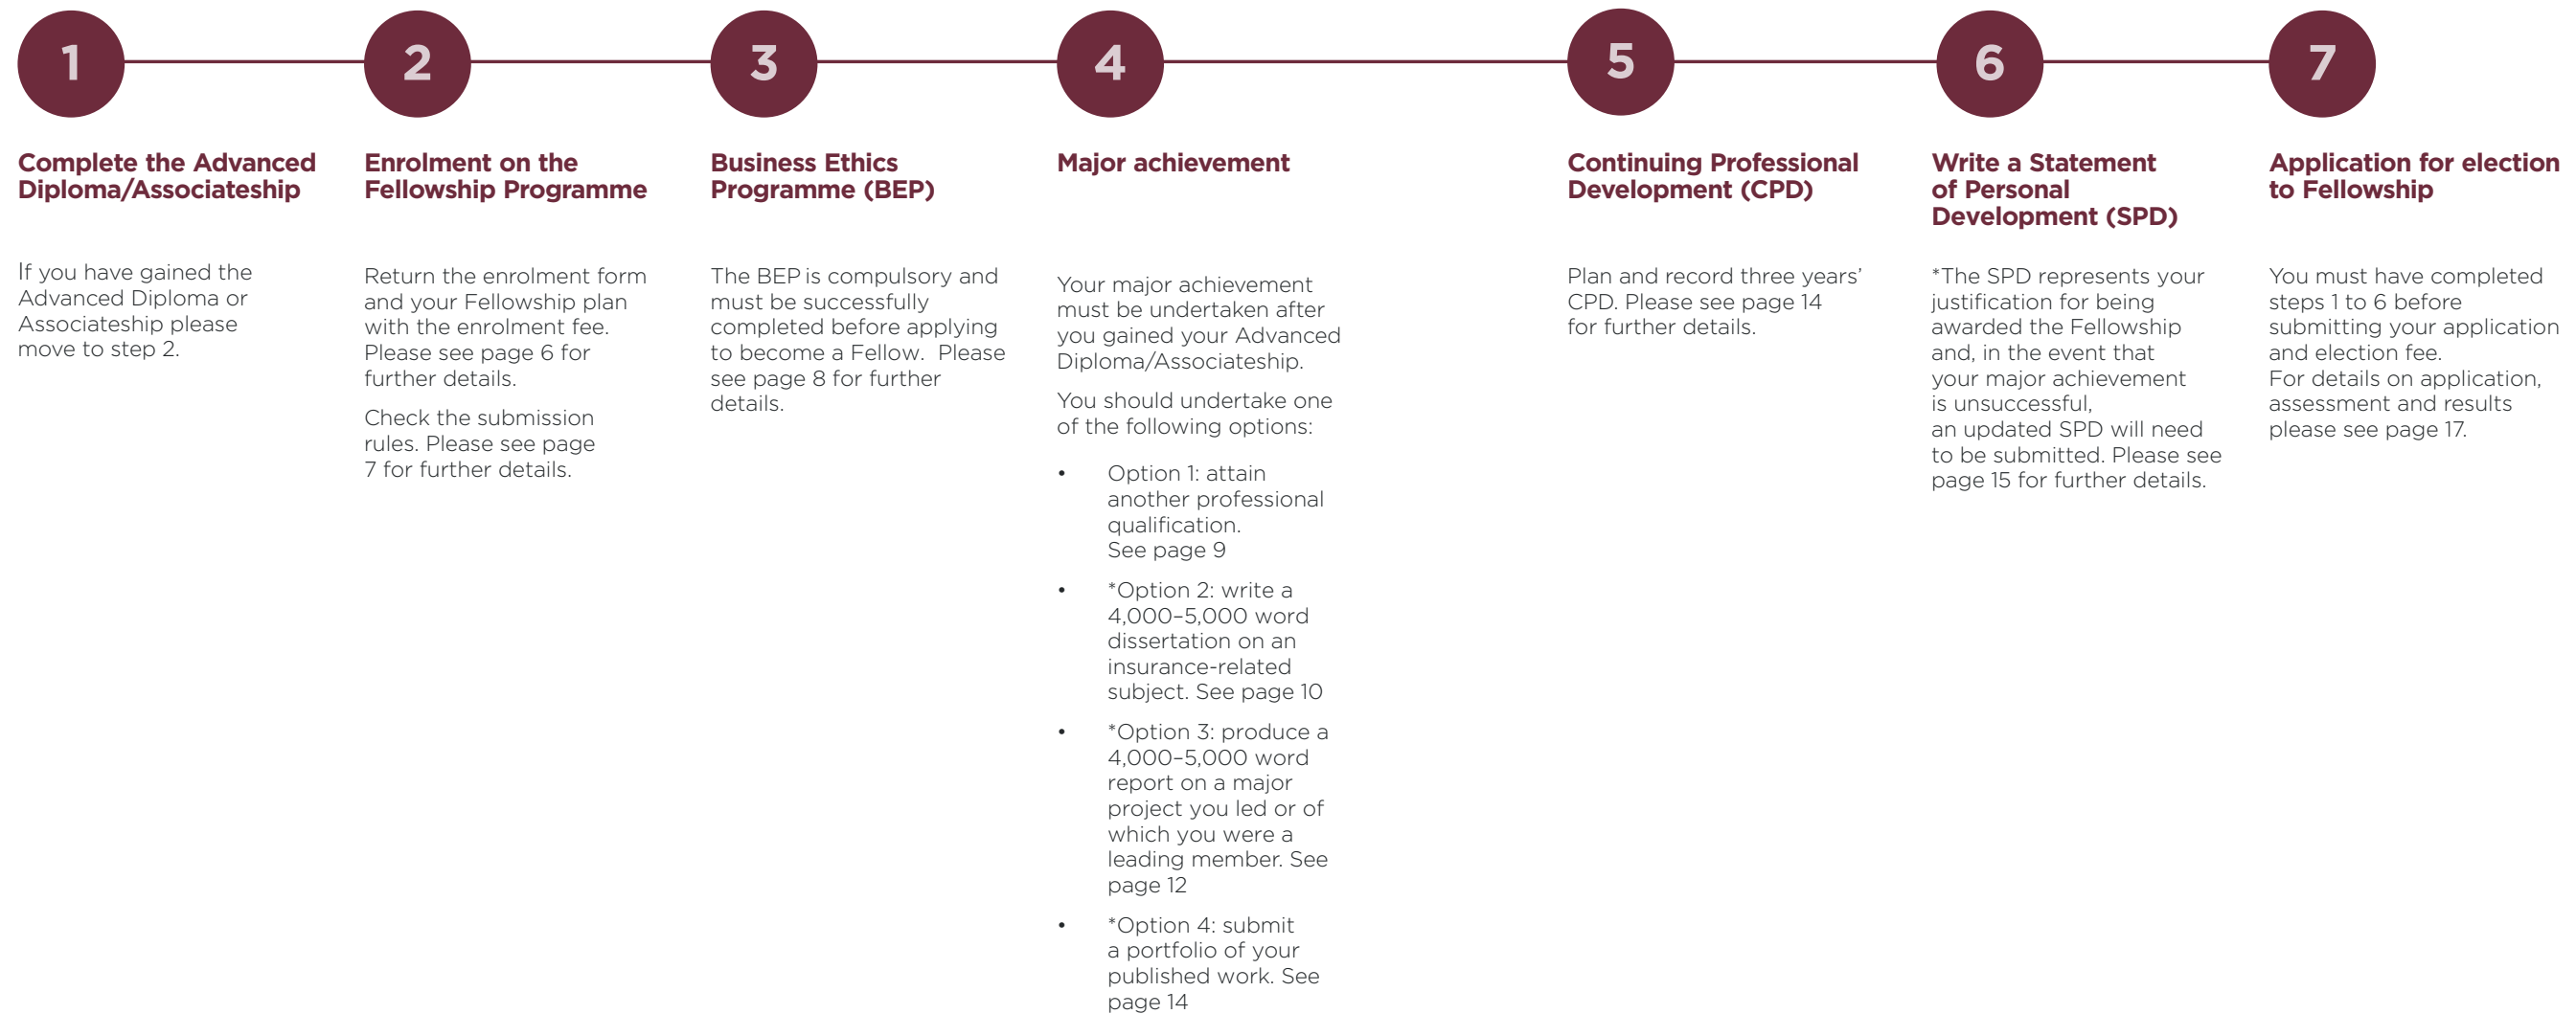 1
Complete the Advanced
Diploma/Associateship
If you have gained the
Advanced Diploma or
Associateship please
move to step 2.
2
Enrolment on the
Fellowship Programme
Return the enrolment form
and your Fellowship plan
with the enrolment fee.
Please see page 6 for
further details.
Check the submission
rules. Please see page
7 for further details.
3
Business Ethics
Programme (BEP)
The BEP is compulsory and
must be successfully
completed before applying
to become a Fellow.  Please
see page 8 for further
details.
4
Major achievement
Your major achievement
must be undertaken after
you gained your Advanced
Diploma/Associateship.
You should undertake one
of the following options:
• Option 1: attain
another professional
qualification.
See page 9
• *Option 2: write a
4,000–5,000 word
dissertation on an
insurance-related
subject. See page 10
• *Option 3: produce a
4,000–5,000 word
report on a major
project you led or of
which you were a
leading member. See
page 12
• *Option 4: submit
a portfolio of your
published work. See
page 14
5
Continuing Professional
Development (CPD)
Plan and record three years’
CPD. Please see page 14
for further details.
6
Write a Statement
of Personal
Development (SPD)
*The SPD represents your
justification for being
awarded the Fellowship
and, in the event that
your major achievement
is unsuccessful,
an updated SPD will need
to be submitted. Please see
page 15 for further details.
7
Application for election
to Fellowship
You must have completed
steps 1 to 6 before
submitting your application
and election fee.
For details on application,
assessment and results
please see page 17.